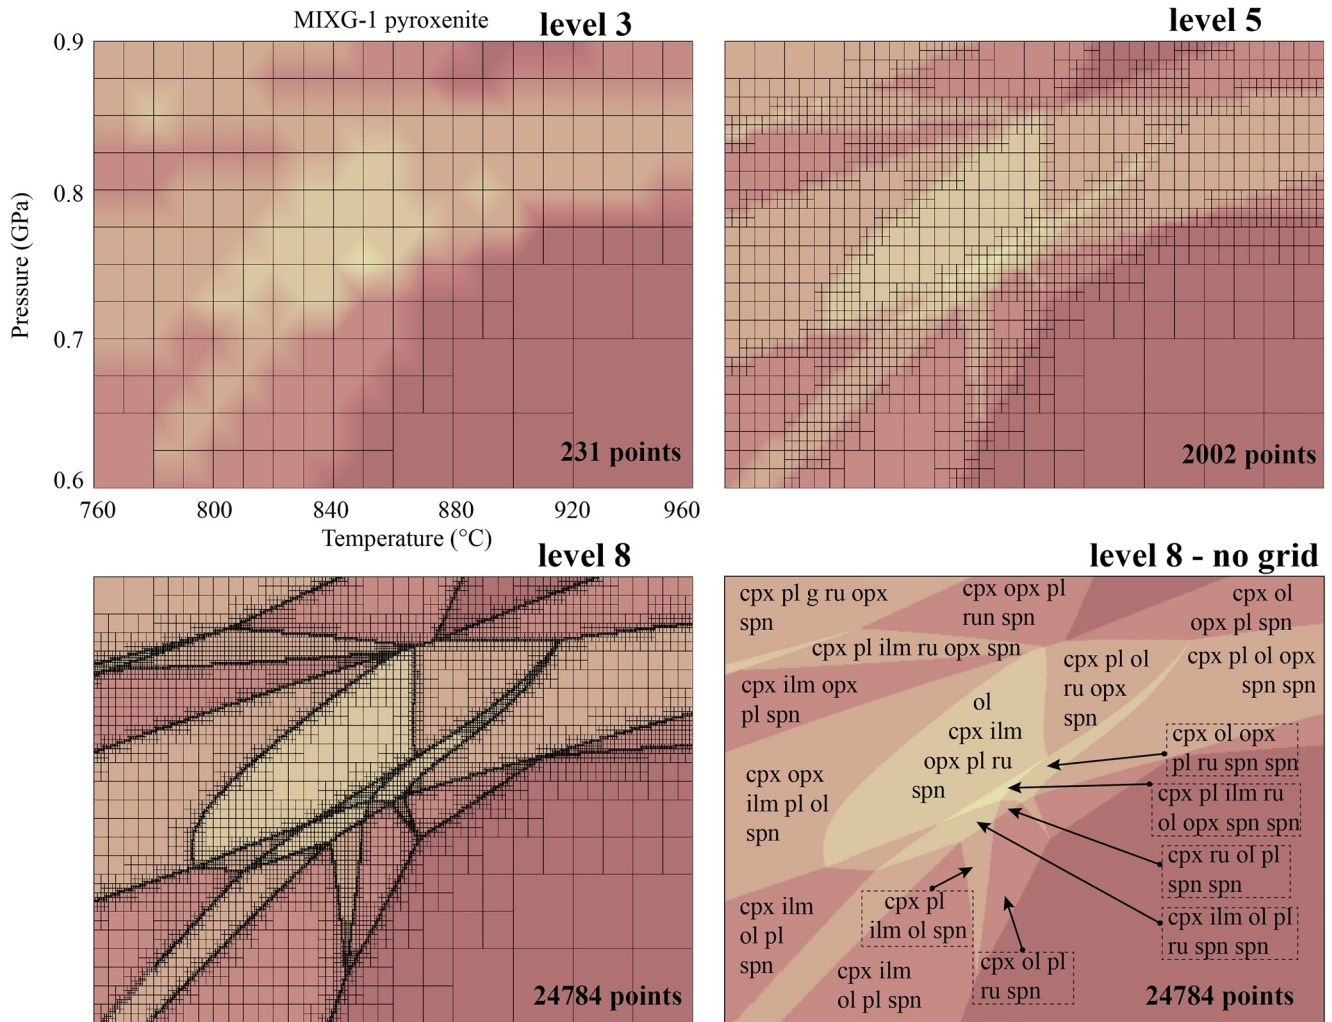 MIXG-1 pyroxenite
level 3
level 5
0.9
0.8
0.7
0.6
Pressure (GPa)
231 points
2002 points
760 800 840 880 920 960
Temperature (°C)
level 8
level 8 - no grid
24784 points
cpx pl g ru opx
spn
cpx opx pl
run spn
cpx ol
opx pl spn
cpx pl ilm ru opx spn
cpx pl ol
ru opx
spn
cpx pl ol opx
spn spn
cpx ilm opx
pl spn
ol
cpx ilm
opx pl ru
spn
cpx ol opx
pl ru spn spn
cpx opx
ilm pl ol
spn
cpx pl ilm ru
ol opx spn spn
cpx ru ol pl
spn spn
cpx pl
ilm ol spn
cpx ilm ol pl
ru spn spn
cpx ilm
ol pl
spn
cpx ilm
ol pl spn
cpx ol pl
ru spn
24784 points